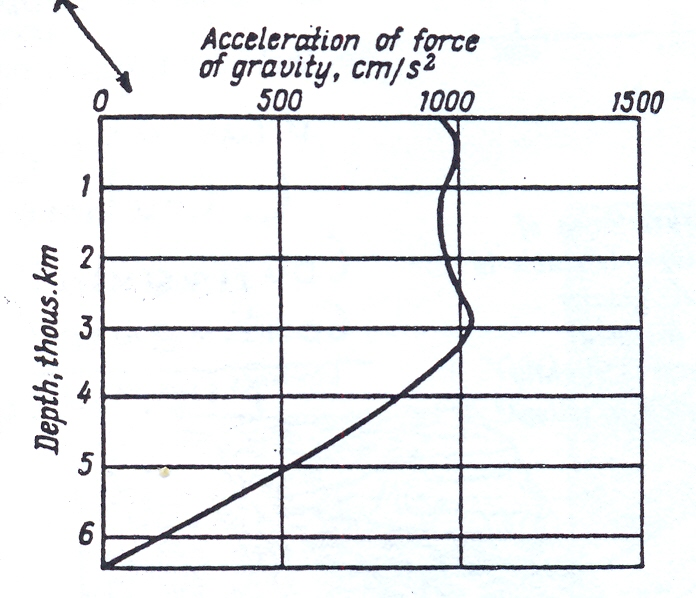 Acceleration of force
of gravity, cm/s²
0 500 1000 1500
1
2
3
4
5
6
Depth, thous.km